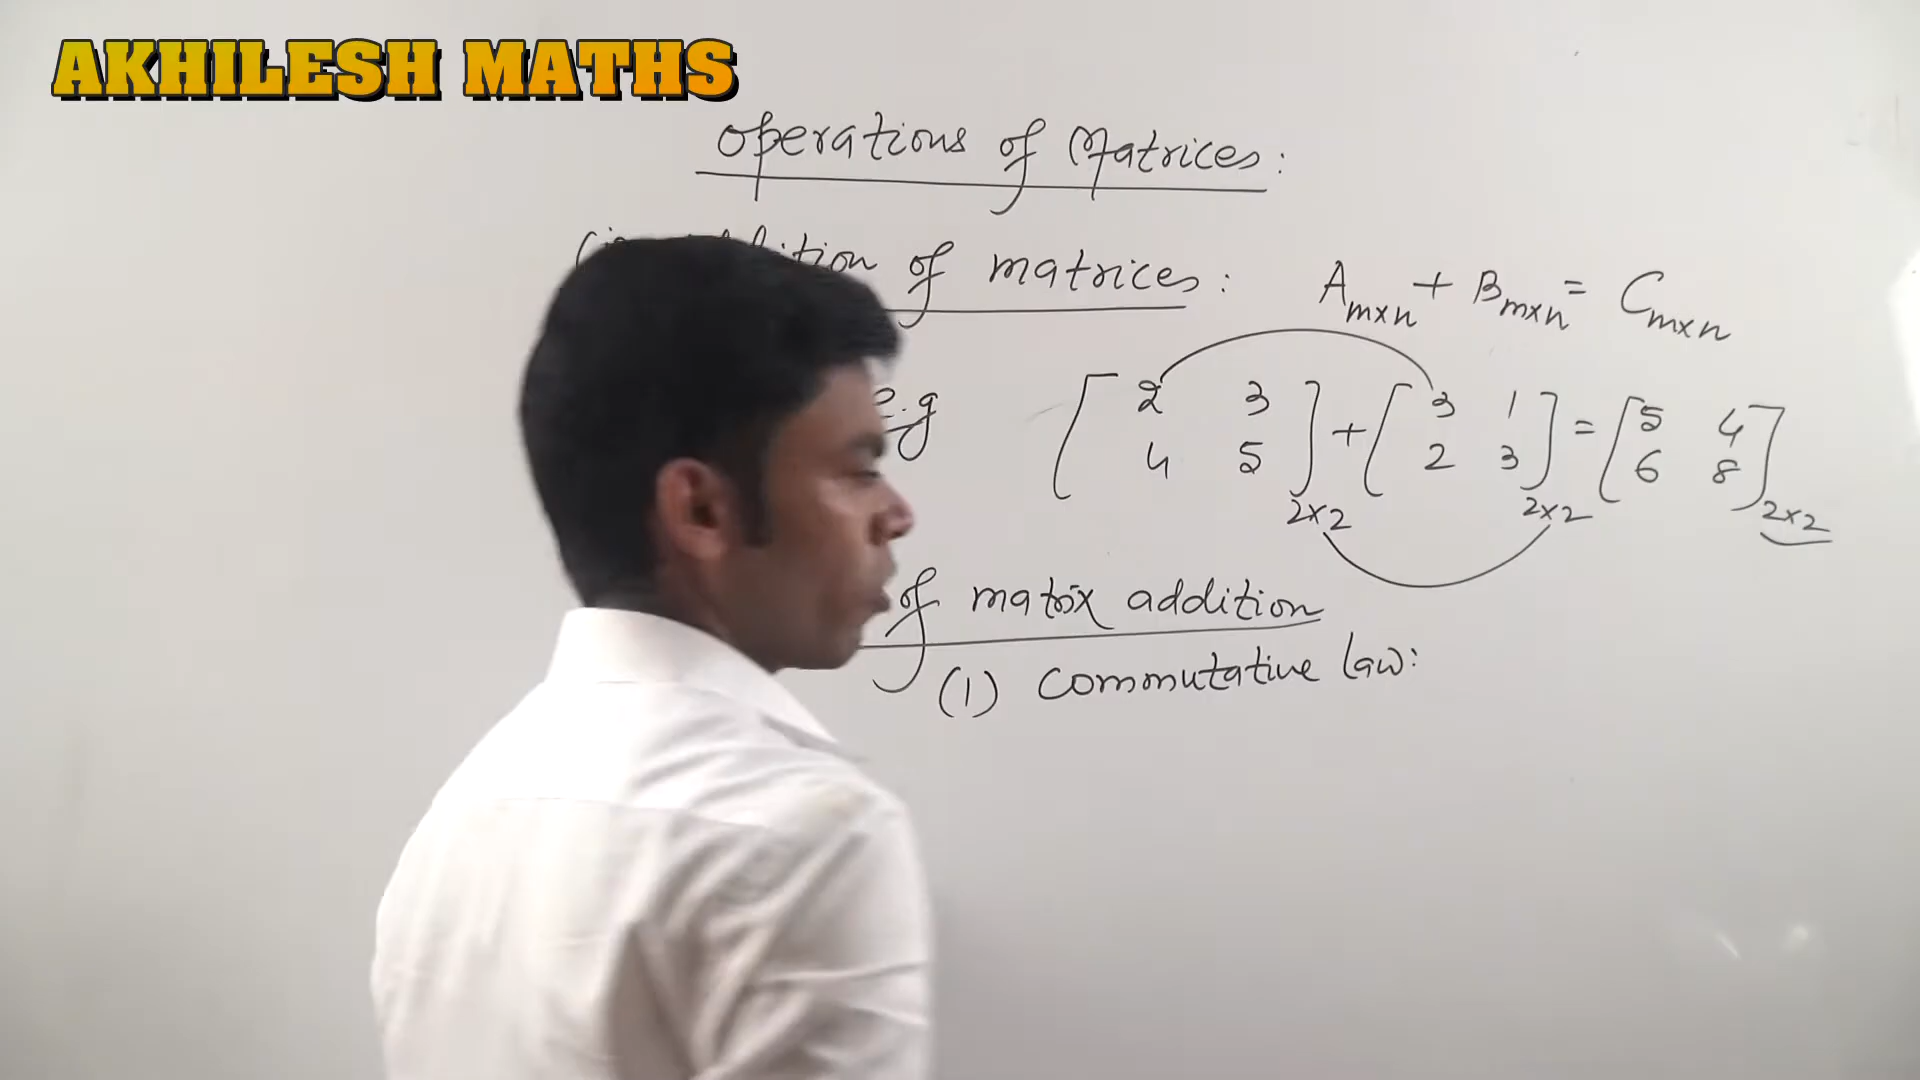 AKHILESH MATHS
Operations of Matrices:
of matrices: A m×n + B m×n = C m×n
e.g [ 2 3 ] + [ 3 1 ] = [ 5 4 ]
4 5 2 3 6 8
2×2 2×2 2×2
of matrix addition
(1) Commutative law: